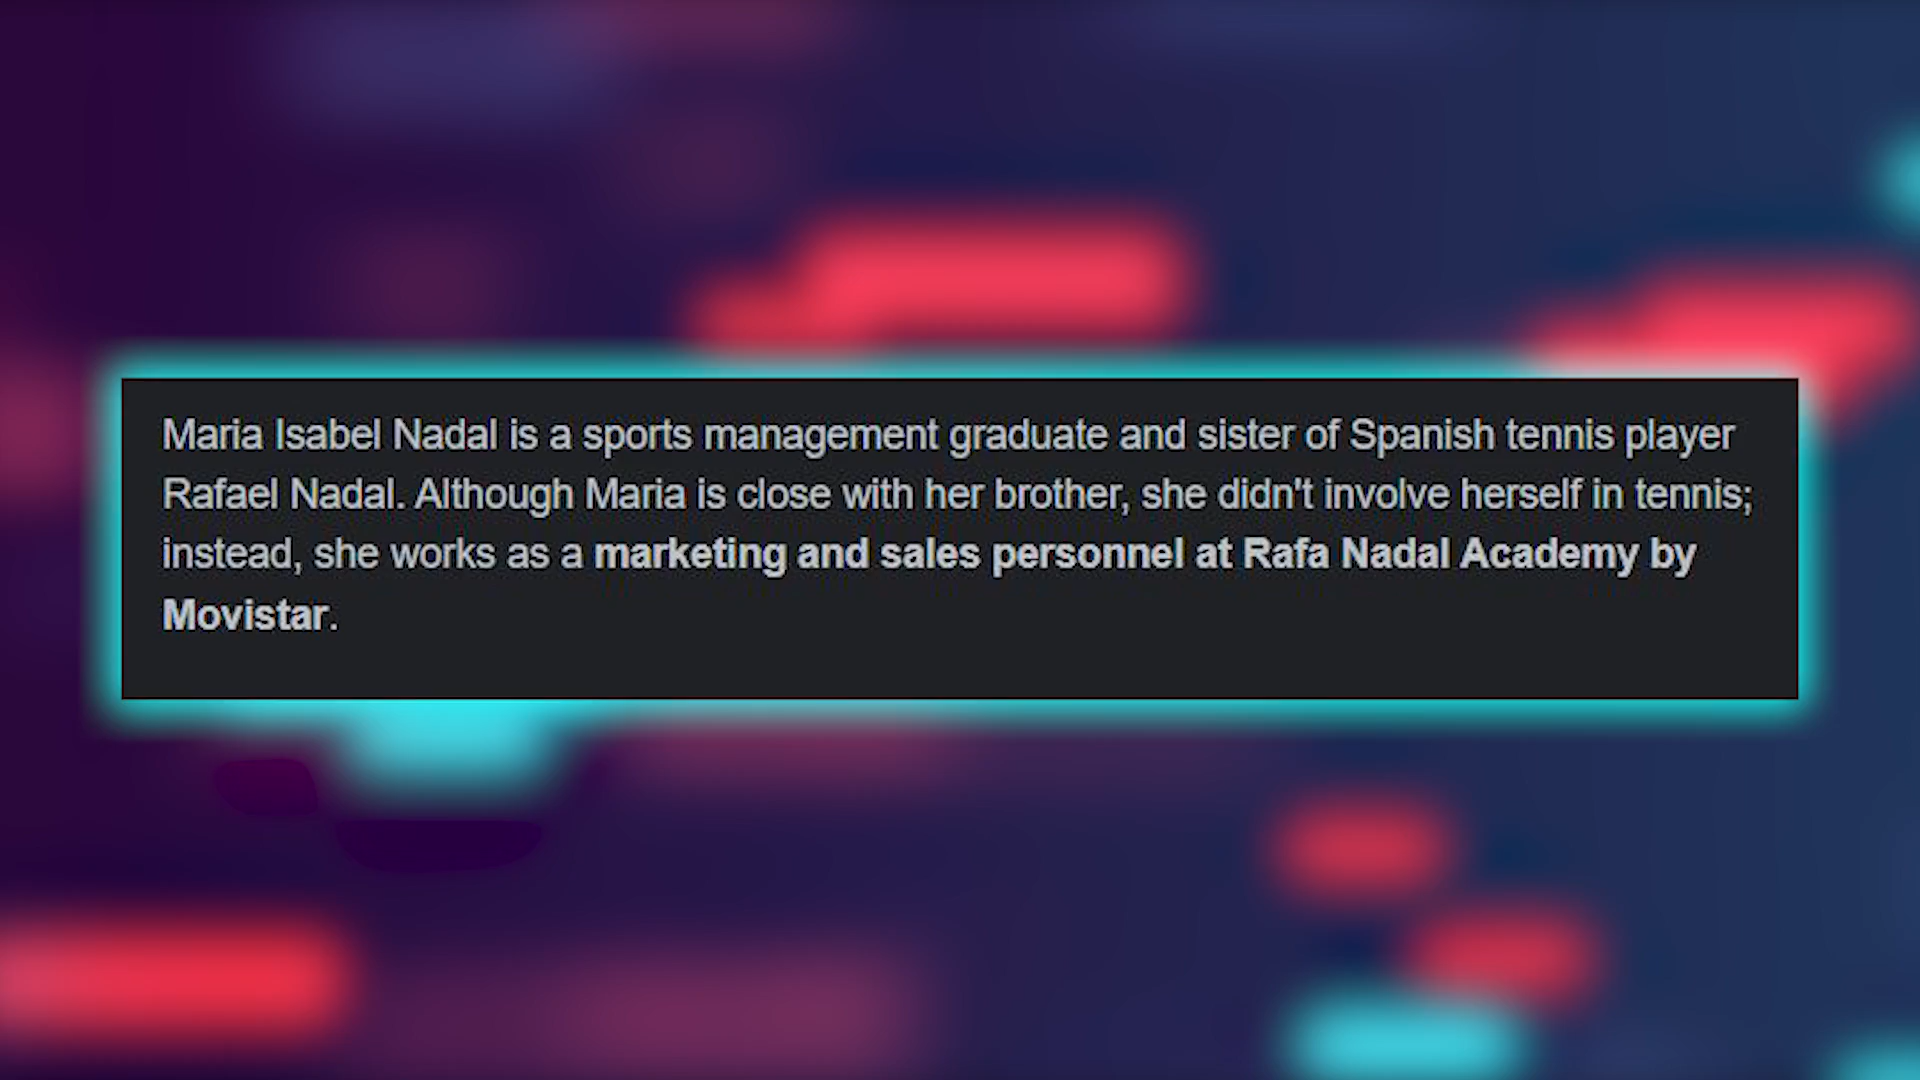 Maria Isabel Nadal is a sports management graduate and sister of Spanish tennis player
Rafael Nadal. Although Maria is close with her brother, she didn't involve herself in tennis;
instead, she works as a marketing and sales personnel at Rafa Nadal Academy by
Movistar.